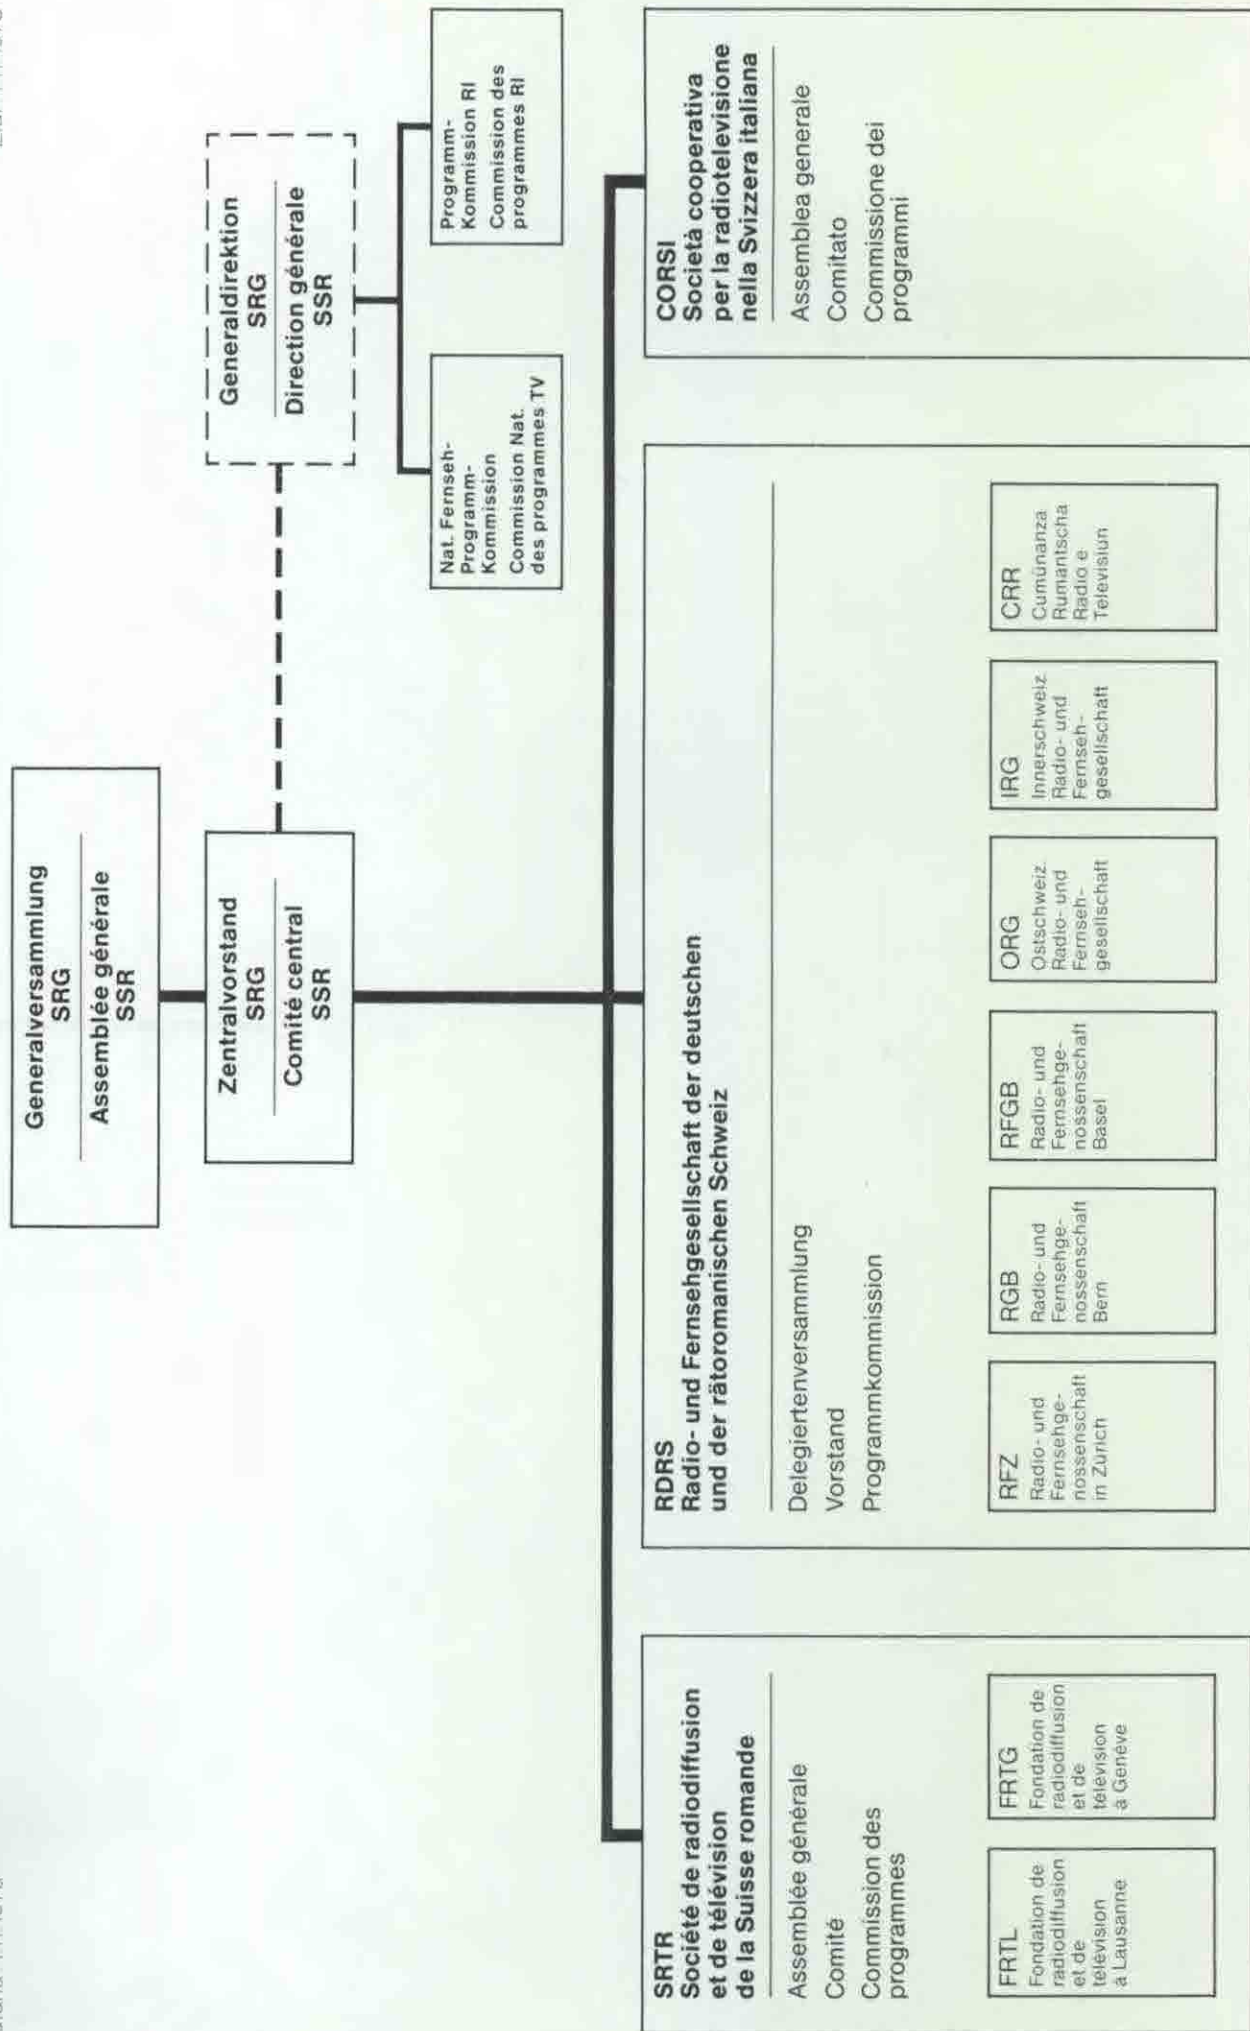 Generalversammlung
SRG
Assemblée générale
SSR
Zentralvorstand
SRG
Comité central
SSR
Generaldirektion
SRG
Direction générale
SSR
Nat. Fernseh-
Programm-
Kommission
Commission Nat.
des programmes TV
Programm-
Kommission RI
Commission des
programmes RI
SRTR
Société de radiodiffusion
et de télévision
de la Suisse romande
Assemblée générale
Comité
Commission des
programmes
FRTL
Fondation de
radiodiffusion
et de
télévision
à Lausanne
FRTG
Fondation de
radiodiffusion
et de
télévision
à Genève
RDRS
Radio- und Fernsehgesellschaft der deutschen
und der rätoromanischen Schweiz
Delegiertenversammlung
Vorstand
Programmkommission
RFZ
Radio- und
Fernsehge-
nossenschaft
in Zürich
RGB
Radio- und
Fernsehge-
nossenschaft
Bern
RFGB
Radio- und
Fernsehge-
nossenschaft
Basel
ORG
Ostschweiz.
Radio- und
Fernseh-
gesellschaft
IRG
Innerschweiz.
Radio- und
Fernseh-
gesellschaft
CRR
Cumünanza
Rumantscha
Radio e
Televisiun
CORSI
Società cooperativa
per la radiotelevisione
nella Svizzera italiana
Assemblea generale
Comitato
Commissione dei
programmi